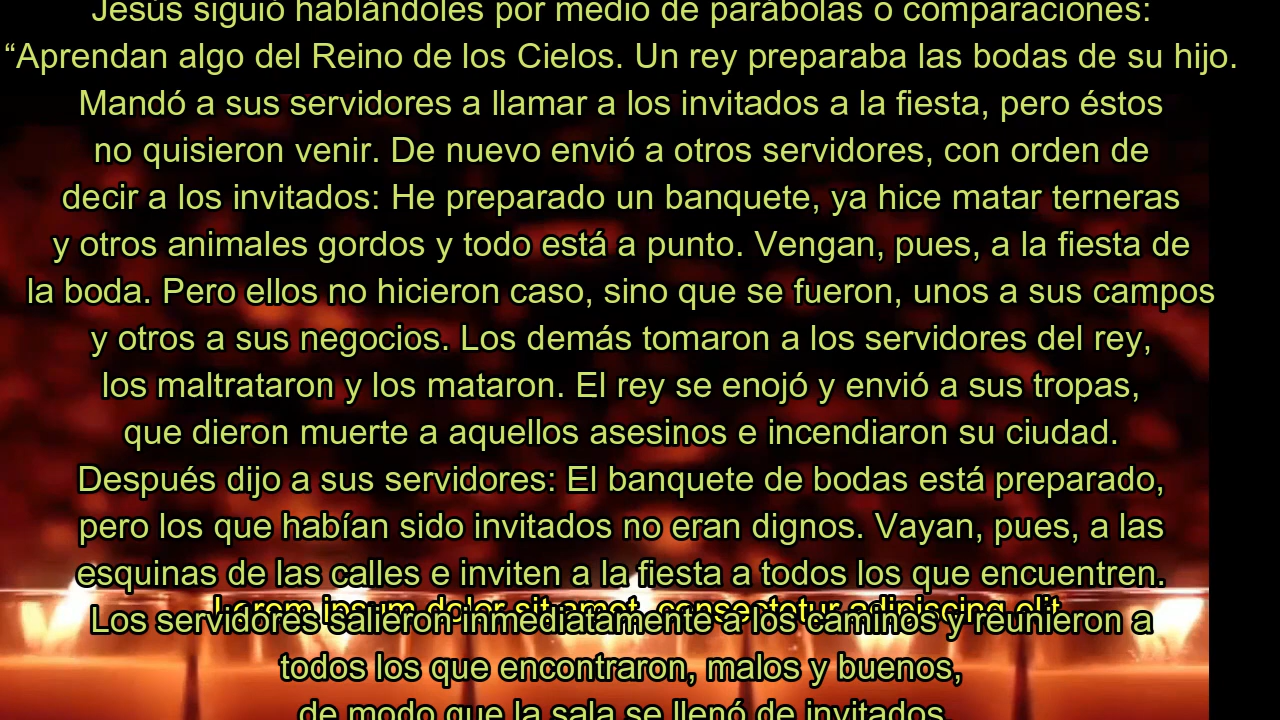 Jesús siguió hablándoles por medio de parábolas o comparaciones:
“Aprendan algo del Reino de los Cielos. Un rey preparaba las bodas de su hijo.
Mandó a sus servidores a llamar a los invitados a la fiesta, pero éstos
no quisieron venir. De nuevo envió a otros servidores, con orden de
decir a los invitados: He preparado un banquete, ya hice matar terneras
y otros animales gordos y todo está a punto. Vengan, pues, a la fiesta de
la boda. Pero ellos no hicieron caso, sino que se fueron, unos a sus campos
y otros a sus negocios. Los demás tomaron a los servidores del rey,
los maltrataron y los mataron. El rey se enojó y envió a sus tropas,
que dieron muerte a aquellos asesinos e incendiaron su ciudad.
Después dijo a sus servidores: El banquete de bodas está preparado,
pero los que habían sido invitados no eran dignos. Vayan, pues, a las
esquinas de las calles e inviten a la fiesta a todos los que encuentren.
Lorem ipsum dolor sit amet, consectetur adipiscing elit
Los servidores salieron inmediatamente a los caminos y reunieron a
todos los que encontraron, malos y buenos,
de modo que la sala se llenó de invitados.